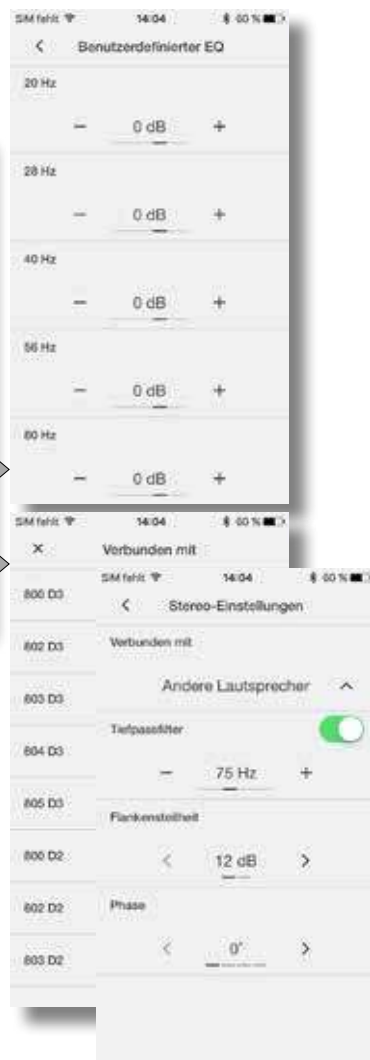 SIM fehlt 14:04 60 %
Benutzerdefinierter EQ
20 Hz
− 0 dB +
28 Hz
− 0 dB +
40 Hz
− 0 dB +
56 Hz
− 0 dB +
80 Hz
− 0 dB +
SIM fehlt 14:04 60 %
× Verbunden mit
800 D3
602 D3
603 D3
804 D3
805 D3
800 D2
602 D2
803 D2
SIM fehlt 14:04 60 %
< Stereo-Einstellungen
Verbunden mit
Andere Lautsprecher
Tiefpassfilter
− 75 Hz +
Flankensteilheit
< 12 dB >
Phase
< 0° >